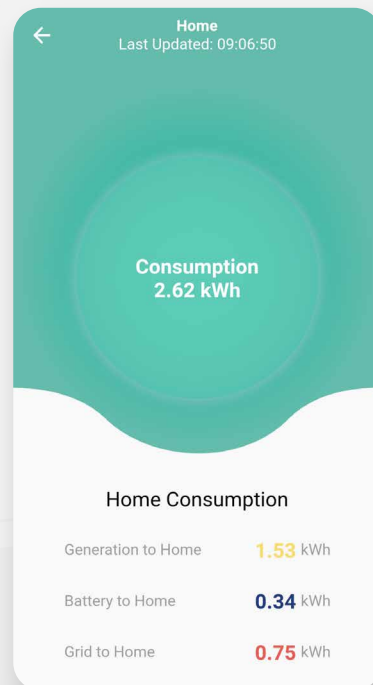 Home
Last Updated: 09:06:50
Consumption
2.62 kWh
Home Consumption
Generation to Home 1.53 kWh
Battery to Home 0.34 kWh
Grid to Home 0.75 kWh